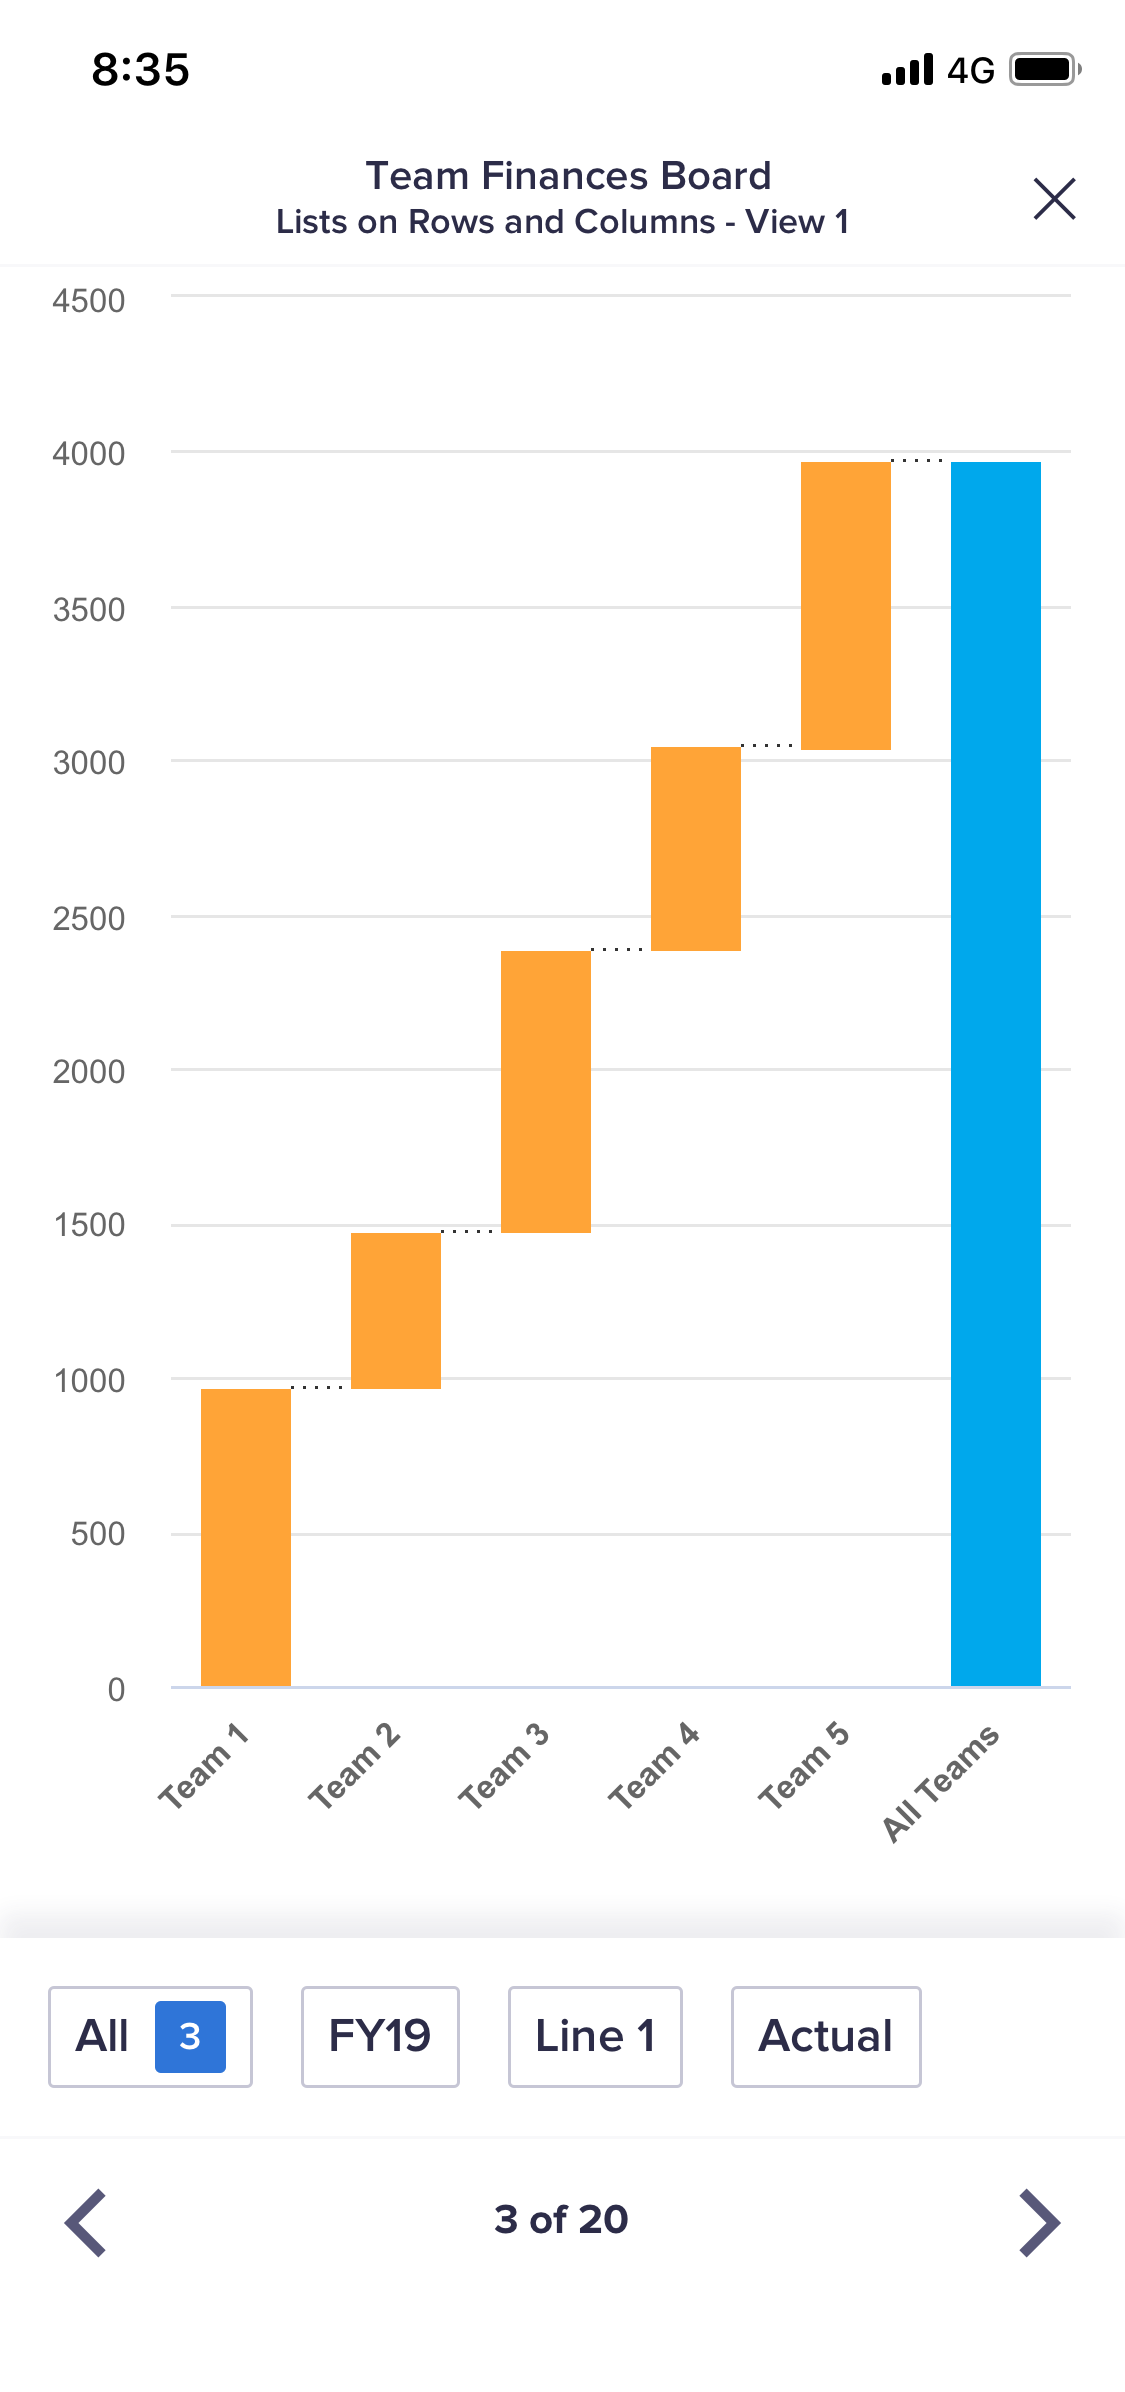 8:35
4G
Team Finances Board
Lists on Rows and Columns - View 1
4500
4000
3500
3000
2500
2000
1500
1000
500
0
Team 1
Team 2
Team 3
Team 4
Team 5
All Teams
All 3
FY19
Line 1
Actual
3 of 20